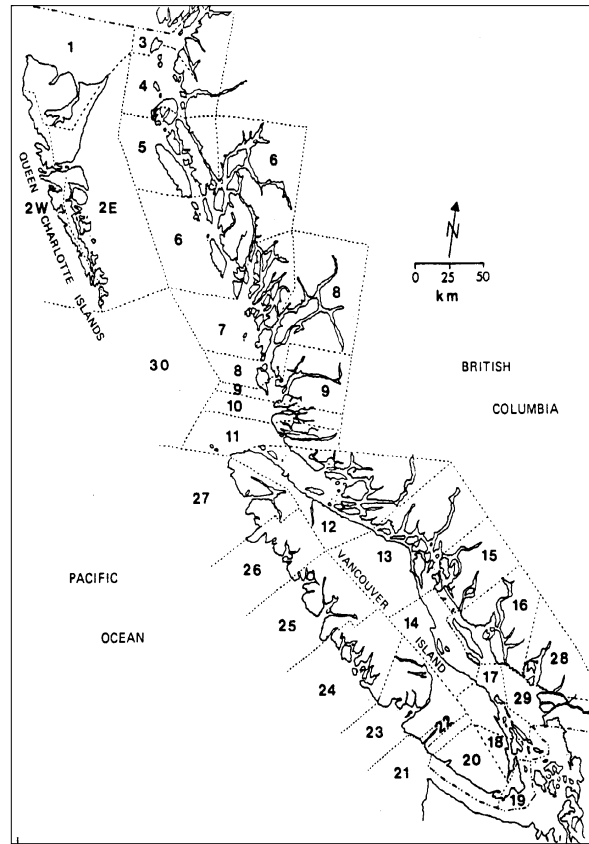 1
3
4
5
6
2W
2E
QUEEN CHARLOTTE ISLANDS
6
N
0 25 50
km
8
7
30
8
9
9
10
11
BRITISH
COLUMBIA
27
12
13
VANCOUVER ISLAND
26
15
PACIFIC
OCEAN
16
25
14
28
24
17
29
23
22
18
20
21
19